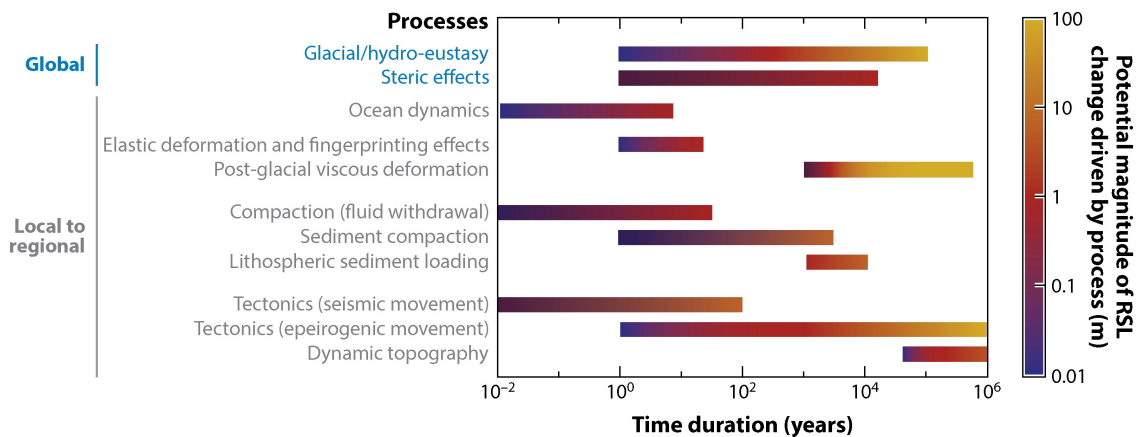 Processes
Global
Glacial/hydro-eustasy
Steric effects
Local to
regional
Ocean dynamics
Elastic deformation and fingerprinting effects
Post-glacial viscous deformation
Compaction (fluid withdrawal)
Sediment compaction
Lithospheric sediment loading
Tectonics (seismic movement)
Tectonics (epeirogenic movement)
Dynamic topography
10⁻² 10⁰ 10² 10⁴ 10⁶
Time duration (years)
100
10
1
0.1
0.01
Potential magnitude of RSL
change driven by process (m)